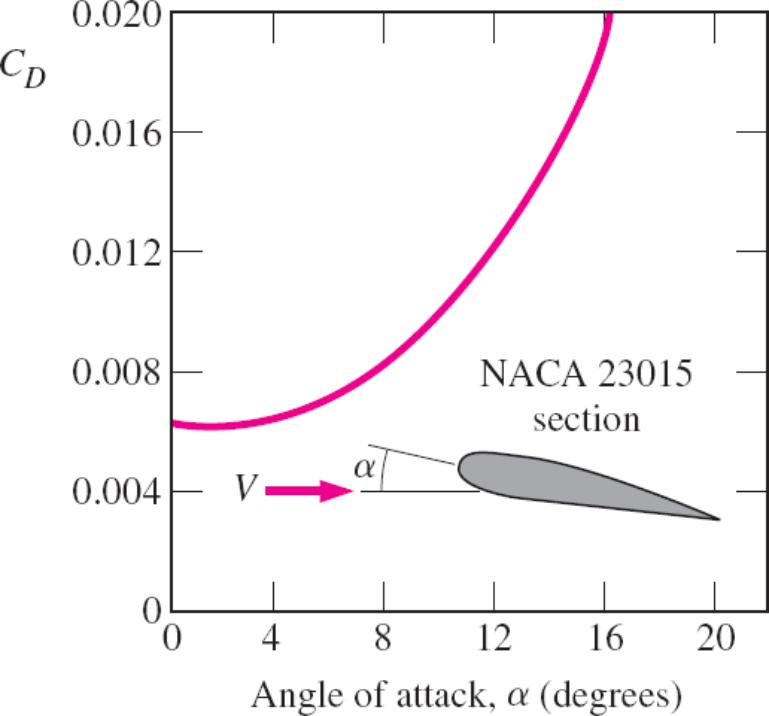 0.020
C_D
0.016
0.012
0.008
NACA 23015
section
α
V
0.004
0
0 4 8 12 16 20
Angle of attack, α (degrees)